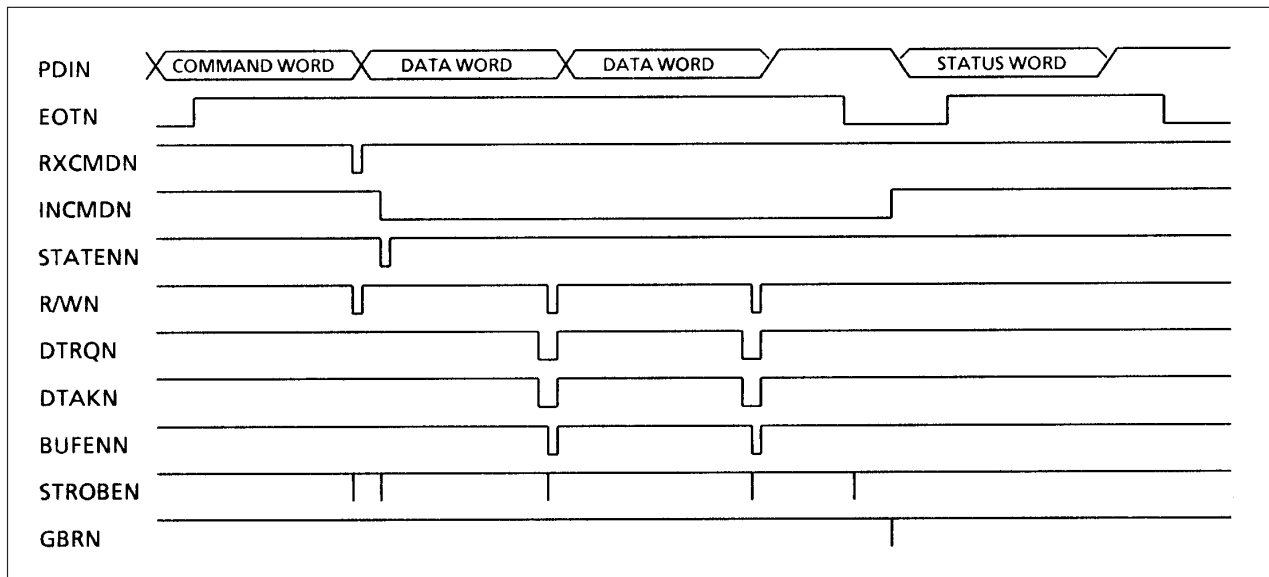 PDIN COMMAND WORD DATA WORD DATA WORD STATUS WORD
EOTN
RXCMDN
INCMDN
STATENN
R/WN
DTRQN
DTAKN
BUFENN
STROBEN
GBRN